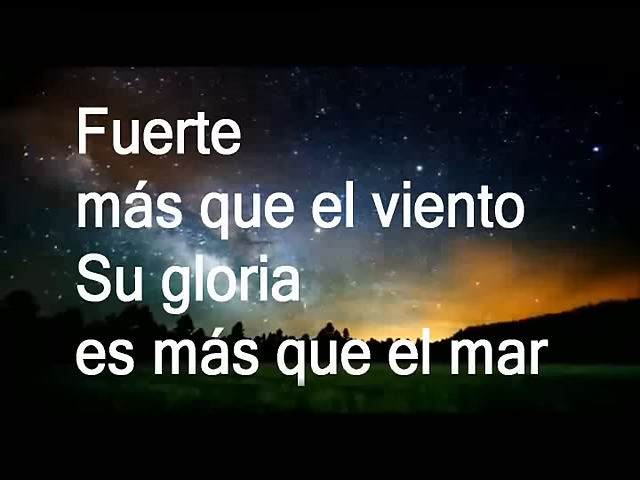 Fuerte
más que el viento
Su gloria
es más que el mar